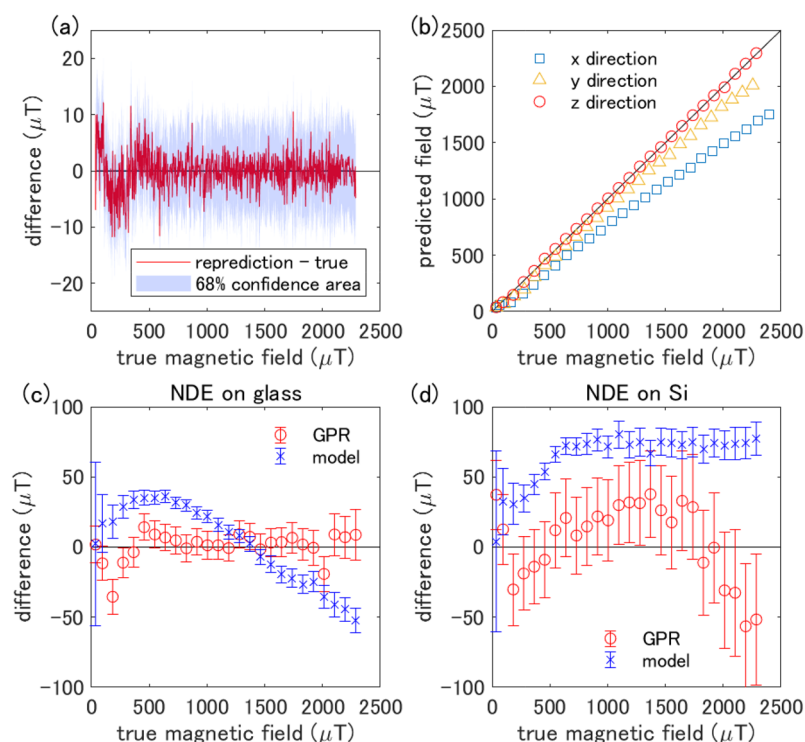 (a)
25
20
10
0
-10
-20
0
500
1000
1500
2000
2500
difference (μT)
true magnetic field (μT)
reprediction − true
68% confidence area
(b)
2500
2000
1500
1000
500
0
0
500
1000
1500
2000
2500
predicted field (μT)
true magnetic field (μT)
x direction
y direction
z direction
(c)
NDE on glass
100
50
0
-50
-100
0
500
1000
1500
2000
2500
difference (μT)
true magnetic field (μT)
GPR
model
(d)
NDE on Si
100
50
0
-50
-100
0
500
1000
1500
2000
2500
difference (μT)
true magnetic field (μT)
GPR
model